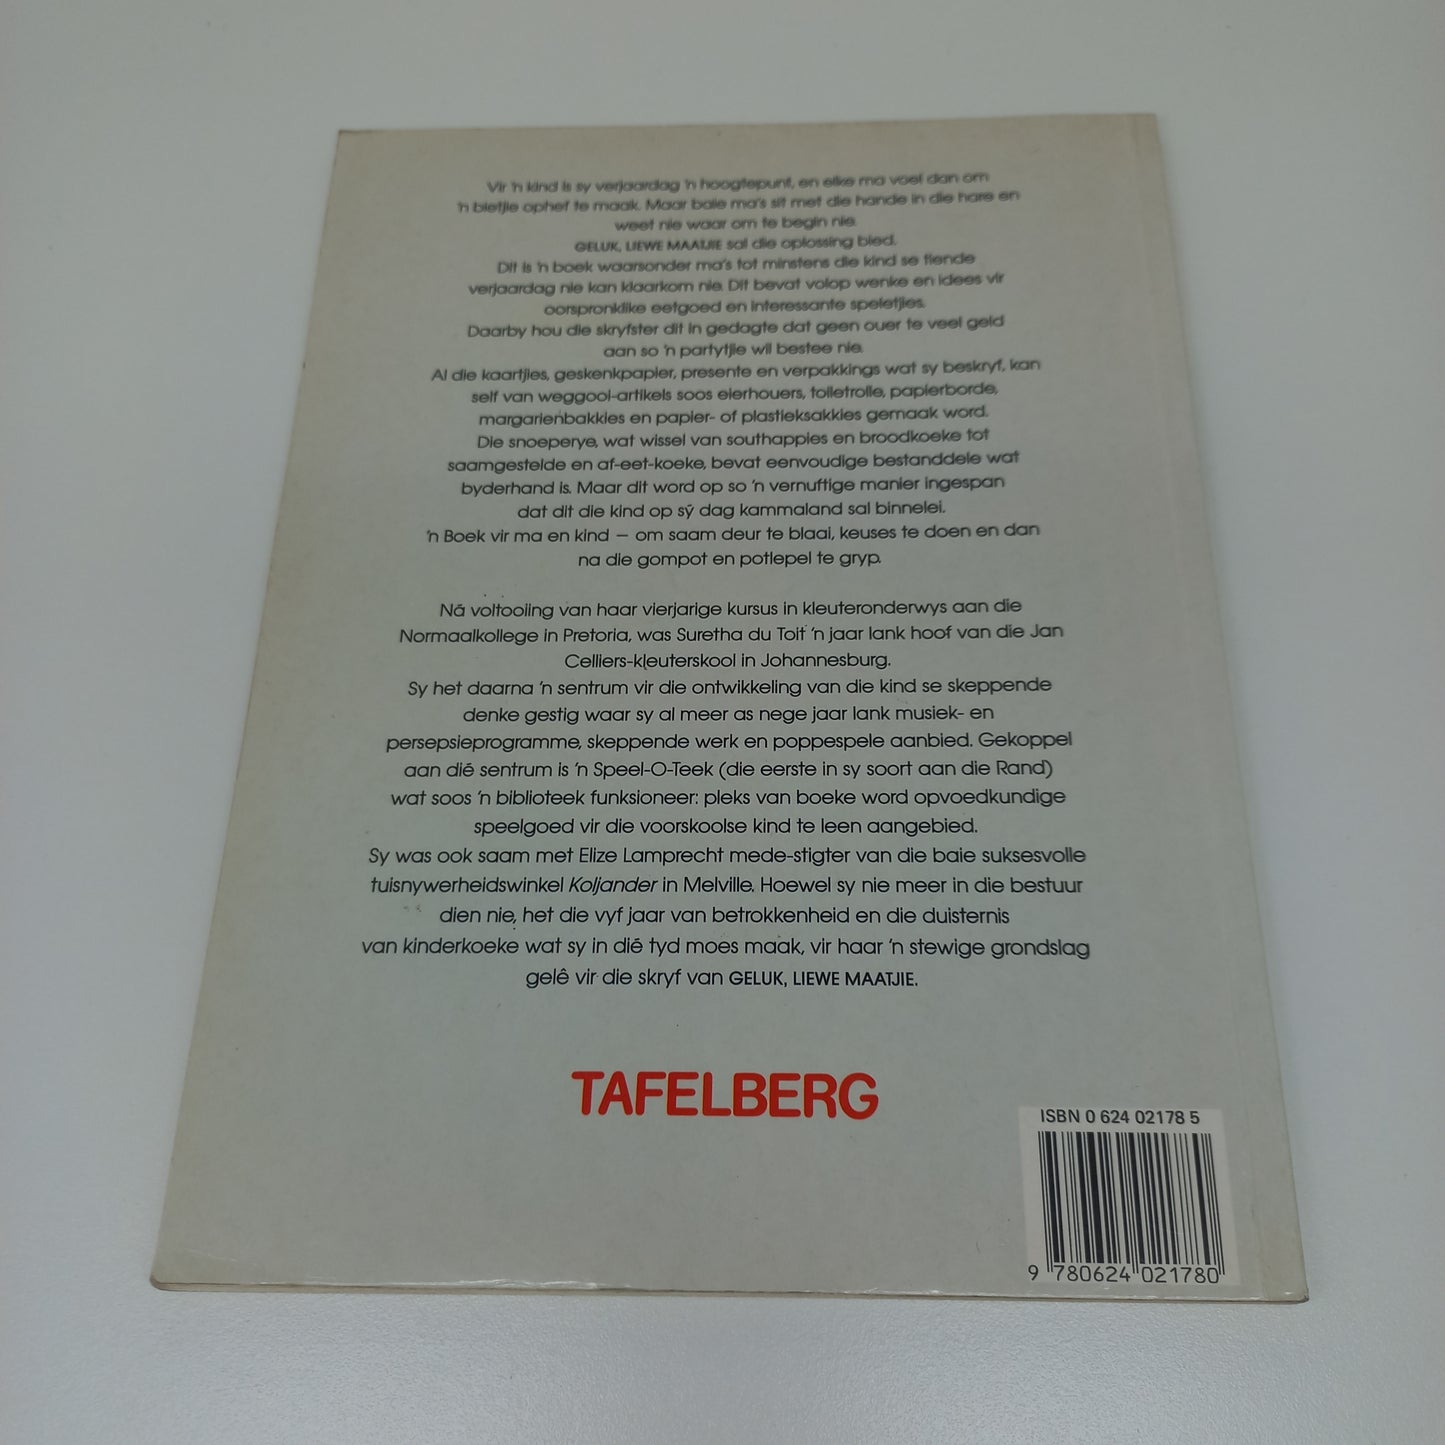 Vir 'n kind is sy verjaardag 'n hoogtepunt, en elke ma voel dan om
'n bietjie ophef te maak. Maar baie ma's sit met die hande in die hare en
weet nie waar om te begin nie.
GELUK, LIEWE MAATJIE sal die oplossing bied.
Dit is 'n boek waarsonder ma's tot minstens die kind se tiende
verjaardag nie kan klaarkom nie. Dit bevat volop wenke en idees vir
oorspronklike eetgoed en interessante speletjies.
Daarby hou die skryfster dit in gedagte dat geen ouer te veel geld
aan so 'n partytjie wil bestee nie.
Al die kaartjies, geskenkpapier, presente en verpakkings wat sy beskryf, kan
self van weggooi-artikels soos eierhouers, toiletrolle, papierborde,
margarienbakkies en papier- of plastieksakkies gemaak word.
Die snoeperye, wat wissel van southappies en broodkoeke tot
saamgestelde en af-eet-koeke, bevat eenvoudige bestanddele wat
byderhand is. Maar dit word op so 'n vernuftige manier ingespan
dat dit die kind op sý dag kammaland sal binnelei.
'n Boek vir ma en kind — om saam deur te blaai, keuses te doen en dan
na die gompot en potlepel te gryp.
Ná voltooiing van haar vierjarige kursus in kleuteronderwys aan die
Normaalkollege in Pretoria, was Suretha du Toit 'n jaar lank hoof van die Jan
Celliers-kleuterskool in Johannesburg.
Sy het daarna 'n sentrum vir die ontwikkeling van die kind se skeppende
denke gestig waar sy al meer as nege jaar lank musiek- en
persepsieprogramme, skeppende werk en poppespele aanbied. Gekoppel
aan dié sentrum is 'n Speel-O-Teek (die eerste in sy soort aan die Rand)
wat soos 'n biblioteek funksioneer: pleks van boeke word opvoedkundige
speelgoed vir die voorskoolse kind te leen aangebied.
Sy was ook saam met Elize Lamprecht mede-stigter van die baie suksesvolle
tuisnywerheidswinkel Koljander in Melville. Hoewel sy nie meer in die bestuur
dien nie, het die vyf jaar van betrokkenheid en die duisternis
van kinderkoeke wat sy in dié tyd moes maak, vir haar 'n stewige grondslag
gelê vir die skryf van GELUK, LIEWE MAATJIE.
TAFELBERG
ISBN 0 624 02178 5
9 780624 021780